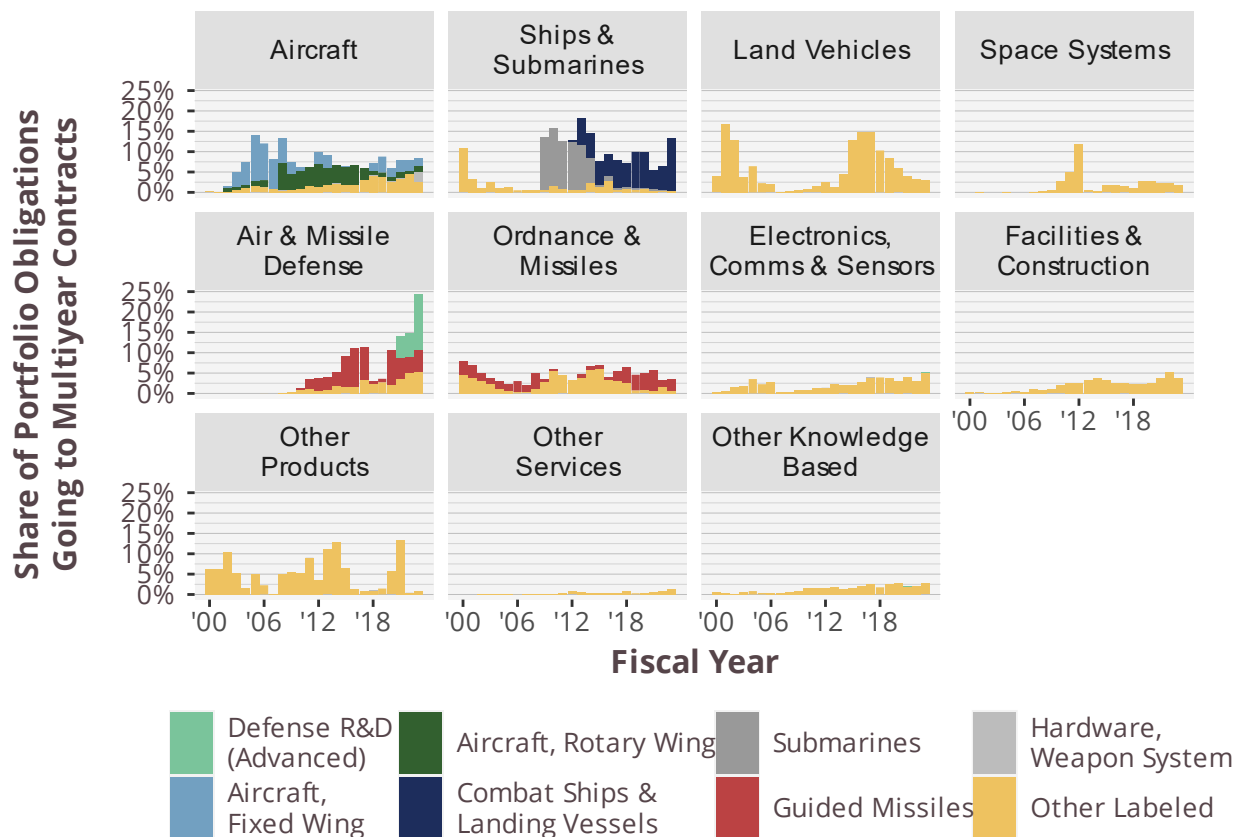 Share of Portfolio Obligations
Going to Multiyear Contracts
Aircraft
Ships &
Submarines
Land Vehicles
Space Systems
25%
20%
15%
10%
5%
0%
Air & Missile
Defense
Ordnance &
Missiles
Electronics,
Comms & Sensors
Facilities &
Construction
25%
20%
15%
10%
5%
0%
'00 '06 '12 '18
Other
Products
Other
Services
Other Knowledge
Based
25%
20%
15%
10%
5%
0%
'00 '06 '12 '18
'00 '06 '12 '18
'00 '06 '12 '18
Fiscal Year
Defense R&D
(Advanced)
Aircraft, Rotary Wing
Submarines
Hardware,
Weapon System
Aircraft,
Fixed Wing
Combat Ships &
Landing Vessels
Guided Missiles
Other Labeled